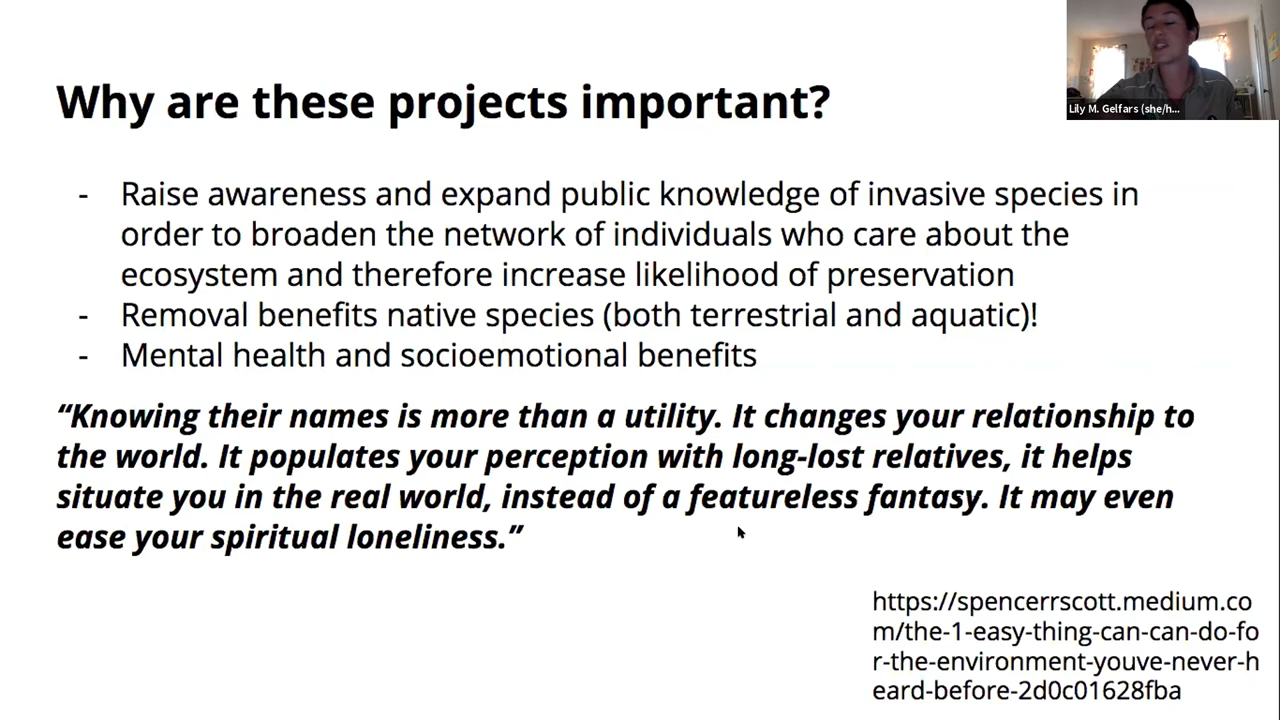 Why are these projects important?
Lily M. Gelfars (she/h...
- Raise awareness and expand public knowledge of invasive species in
order to broaden the network of individuals who care about the
ecosystem and therefore increase likelihood of preservation
- Removal benefits native species (both terrestrial and aquatic)!
- Mental health and socioemotional benefits
“Knowing their names is more than a utility. It changes your relationship to
the world. It populates your perception with long-lost relatives, it helps
situate you in the real world, instead of a featureless fantasy. It may even
ease your spiritual loneliness.”
https://spencerrscott.medium.co
m/the-1-easy-thing-can-can-do-fo
r-the-environment-youve-never-h
eard-before-2d0c01628fba